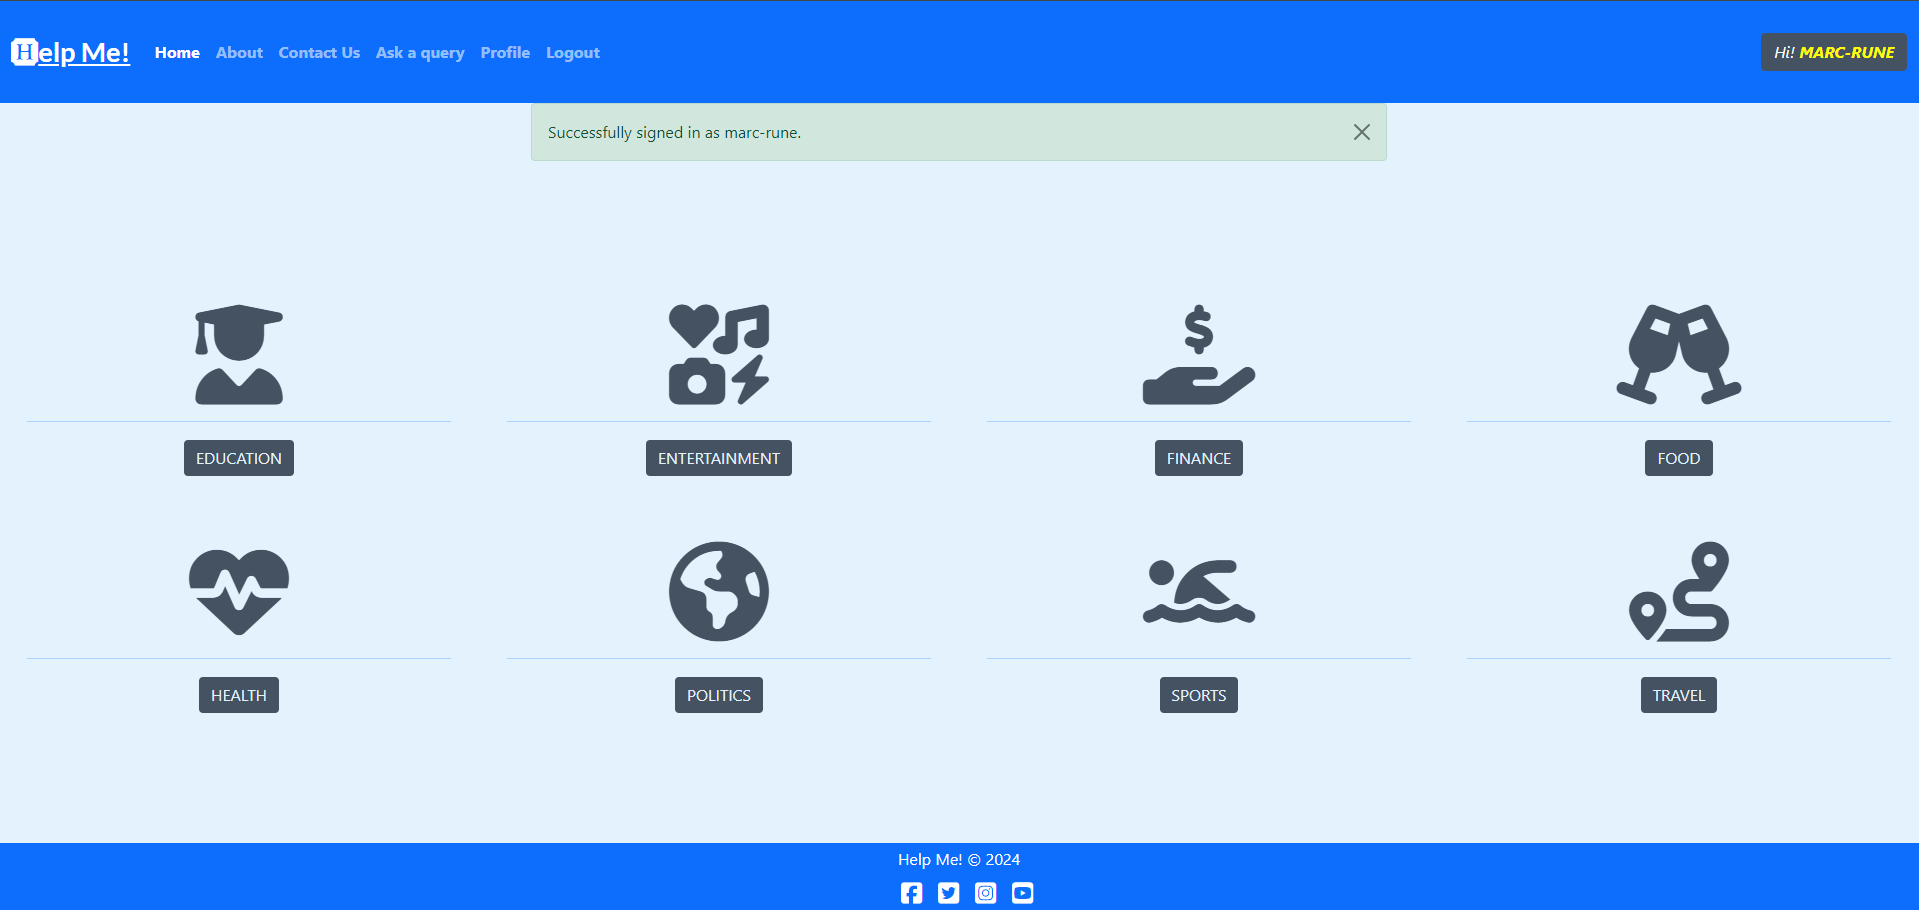 Help Me! Home About Contact Us Ask a query Profile Logout Hi! MARC-RUNE
Successfully signed in as marc-rune.
EDUCATION ENTERTAINMENT FINANCE FOOD
HEALTH POLITICS SPORTS TRAVEL
Help Me! © 2024